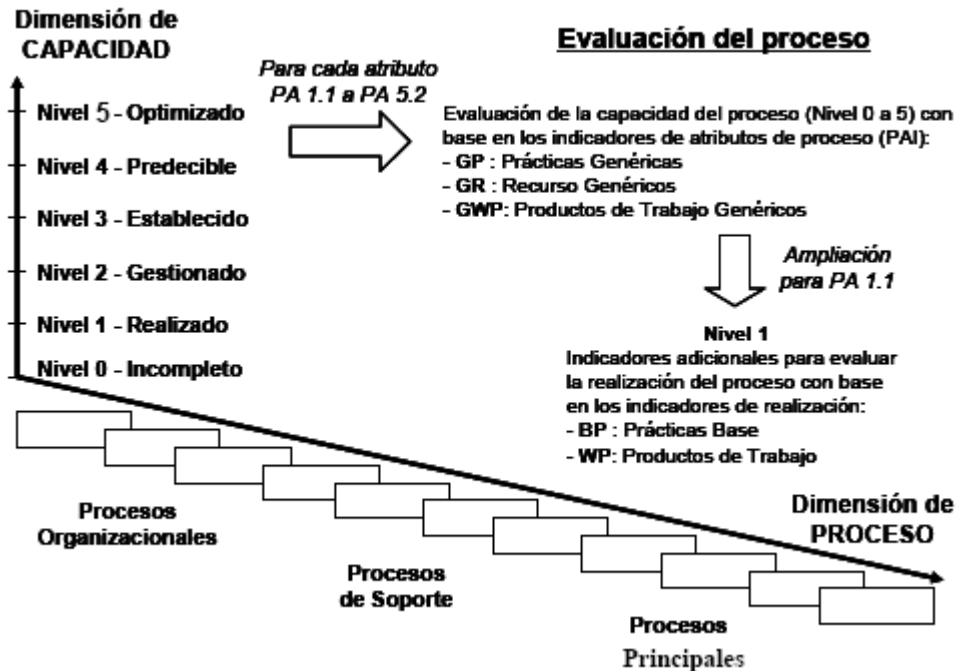 Dimensión de
CAPACIDAD
Nivel 5 - Optimizado
Nivel 4 - Predecible
Nivel 3 - Establecido
Nivel 2 - Gestionado
Nivel 1 - Realizado
Nivel 0 - Incompleto
Para cada atributo
PA 1.1 a PA 5.2
Evaluación del proceso
Evaluación de la capacidad del proceso (Nivel 0 a 5) con
base en los indicadores de atributos de proceso (PAI):
- GP : Prácticas Genéricas
- GR : Recurso Genéricos
- GWP: Productos de Trabajo Genéricos
Ampliación
para PA 1.1
Nivel 1
Indicadores adicionales para evaluar
la realización del proceso con base
en los indicadores de realización:
- BP : Prácticas Base
- WP: Productos de Trabajo
Dimensión de
PROCESO
Procesos
Organizacionales
Procesos
de Soporte
Procesos
Principales